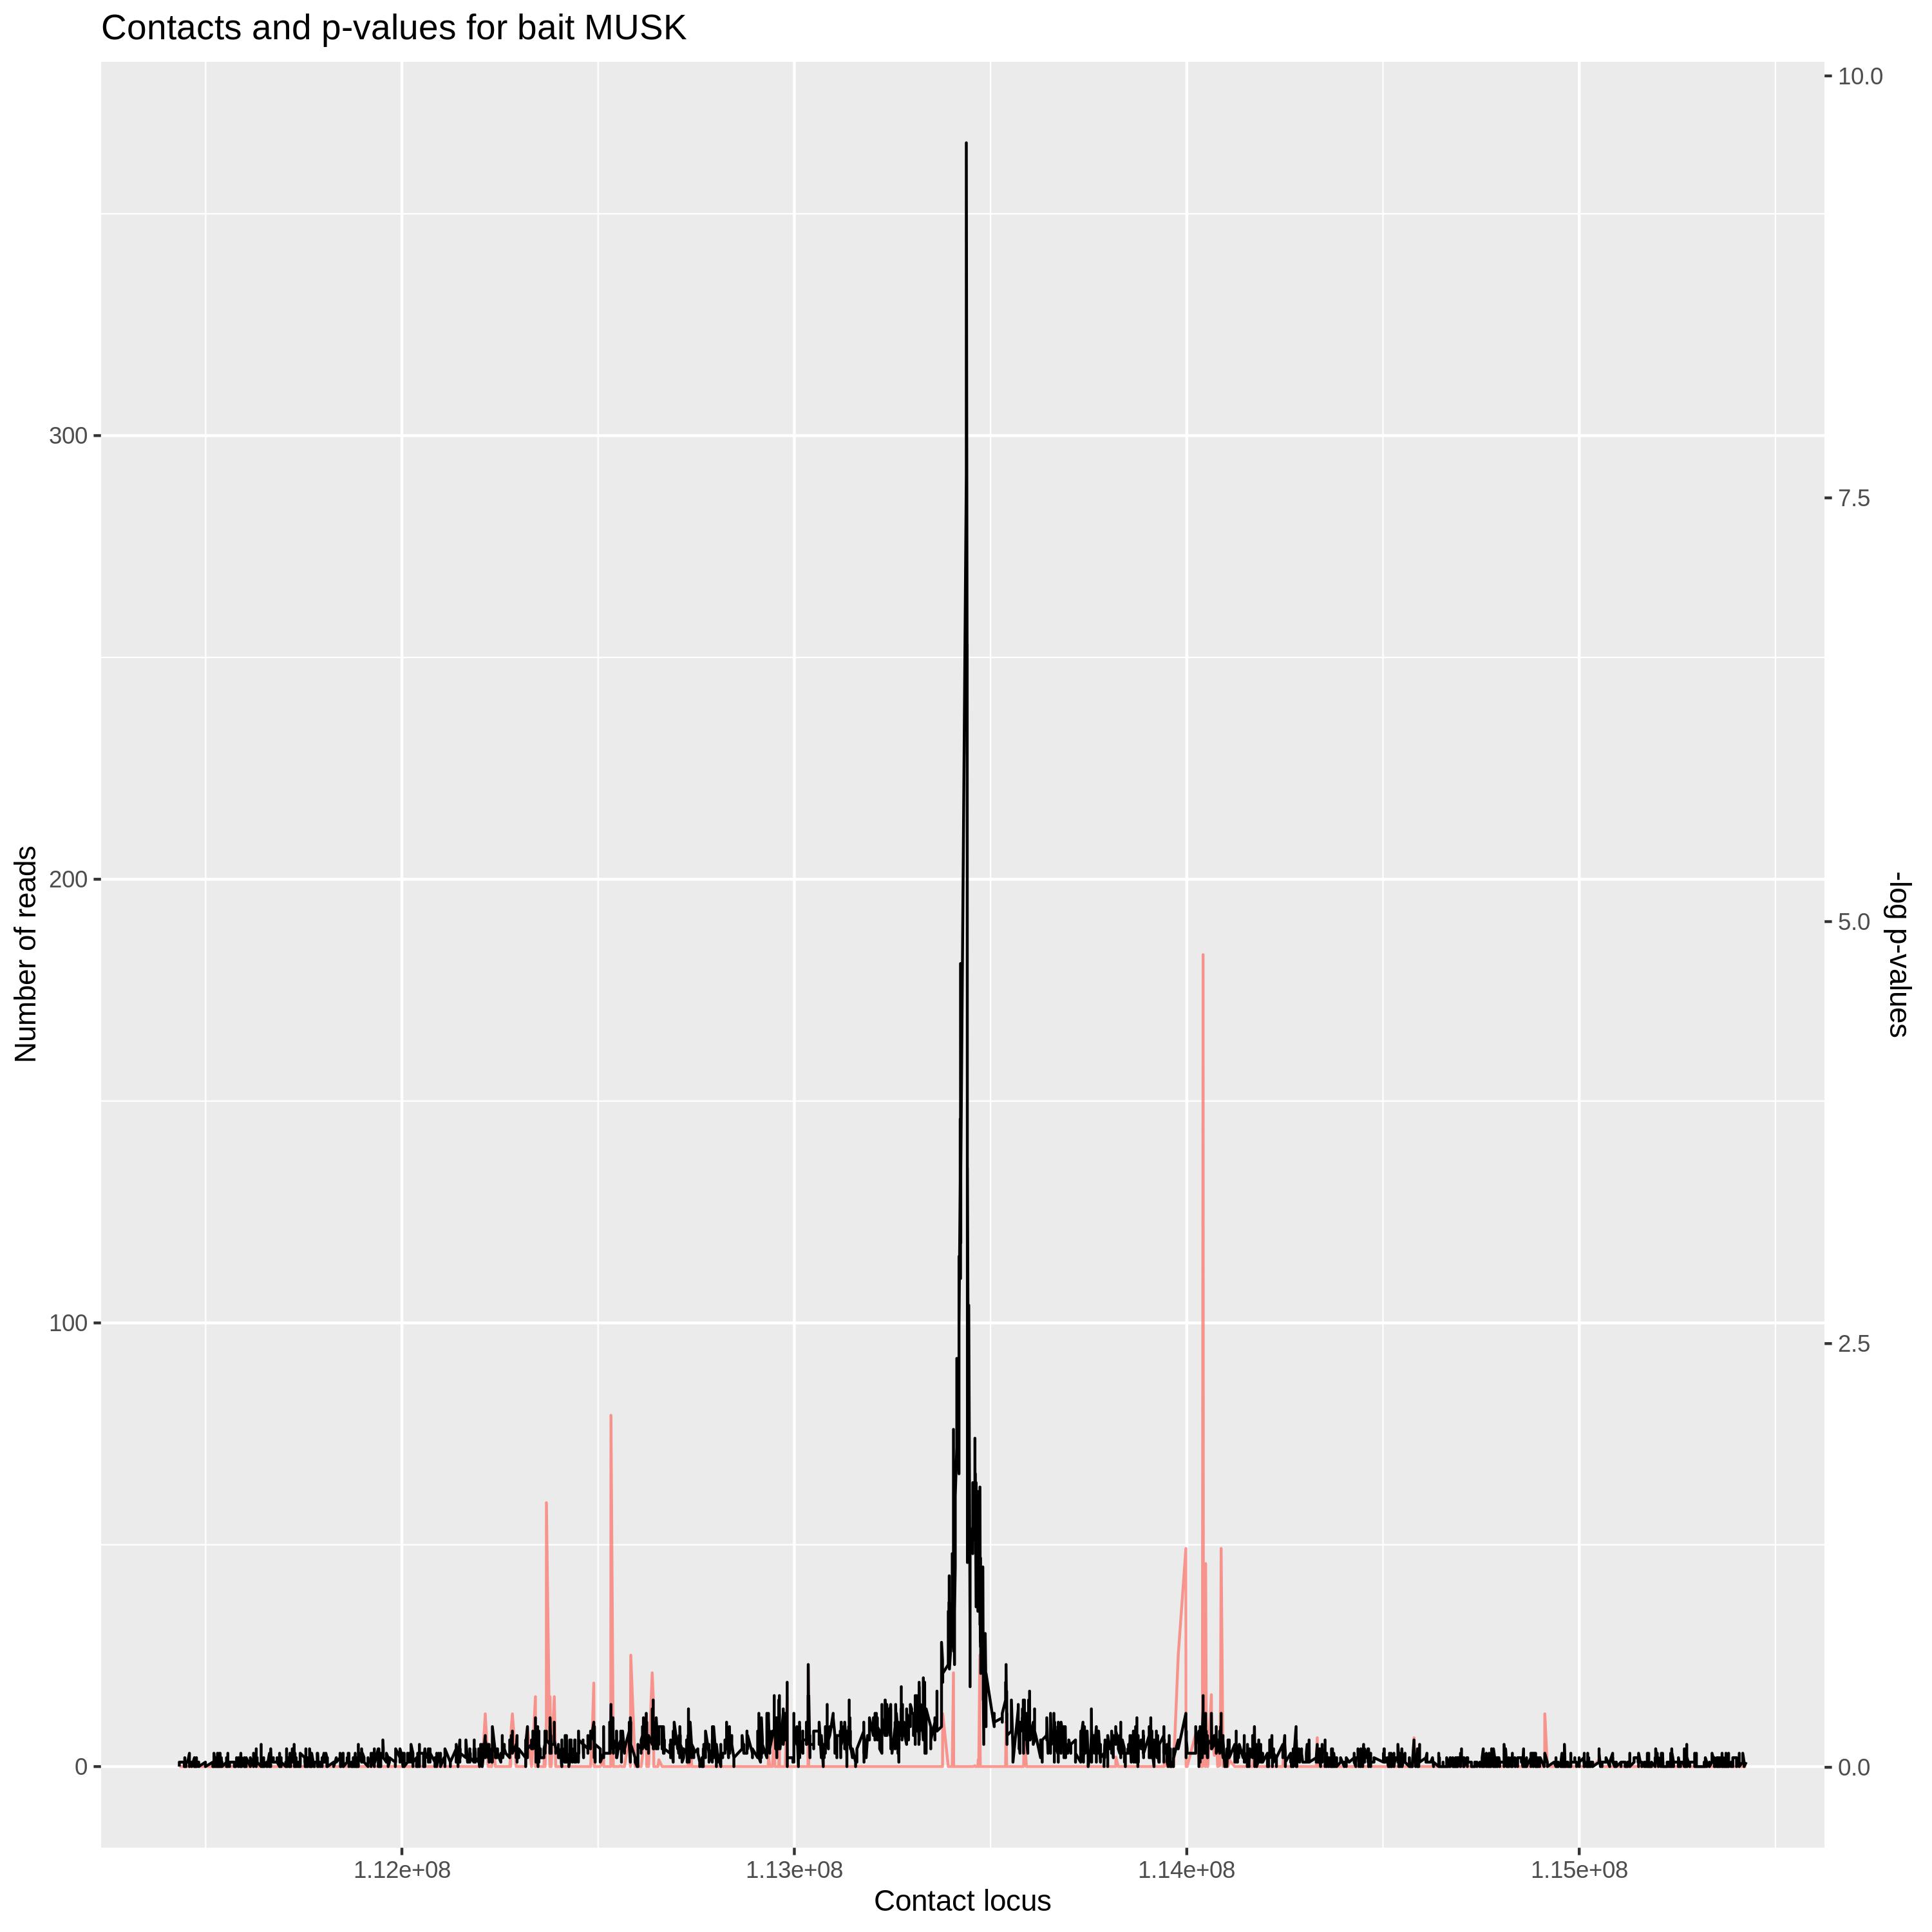 Contacts and p-values for bait MUSK
10.0
7.5
5.0
2.5
0.0
-log p-values
300
200
100
0
Number of reads
1.12e+08
1.13e+08
1.14e+08
1.15e+08
Contact locus